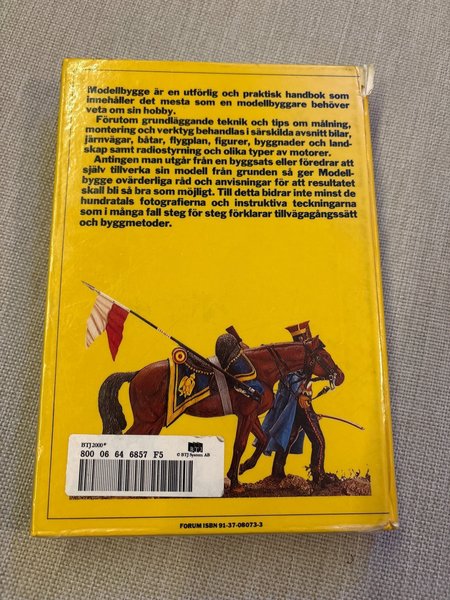 Modellbygge är en utförlig och praktisk handbok som
innehåller det mesta som en modellbyggare behöver
veta om sin hobby.
Förutom grundläggande teknik och tips om målning,
montering och verktyg behandlas i särskilda avsnitt bilar,
järnvägar, båtar, flygplan, figurer, byggnader och land-
skap samt radiostyrning och olika typer av motorer.
Antingen man utgår från en byggsats eller föredrar att
själv tillverka sin modell från grunden så ger Modell-
bygge ovärderliga råd och anvisningar för att resultatet
skall bli så bra som möjligt. Till detta bidrar inte minst de
hundratals fotografierna och instruktiva teckningarna
som i många fall steg för steg förklarar tillvägagångssätt
och byggmetoder.
BTJ 2000*
800 06 64 6857 F5
© BTJ System AB
FORUM ISBN 91-37-08073-3